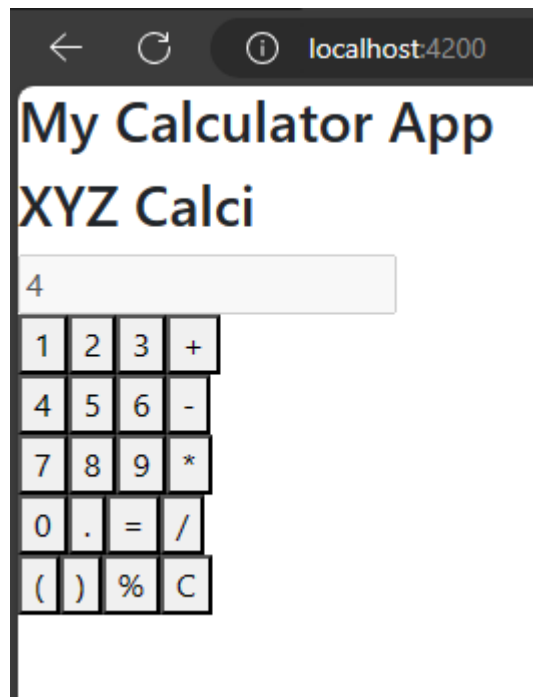 localhost:4200
My Calculator App
XYZ Calci
4
1 2 3 +
4 5 6 -
7 8 9 *
0 . = /
( ) % C